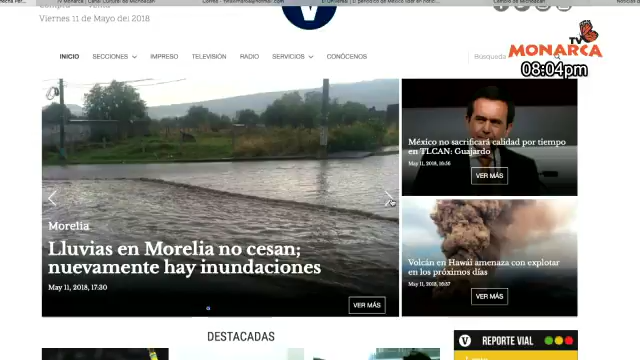 Viernes 11 de Mayo del 2018
V
TV
MONARCA
08:04pm
INICIO SECCIONES IMPRESO TELEVISIÓN RADIO SERVICIOS CONÓCENOS
Búsqueda
Morelia
Lluvias en Morelia no cesan;
nuevamente hay inundaciones
May 11, 2018, 17:30
VER MÁS
México no sacrificará calidad por tiempo
en TLCAN: Guajardo
May 11, 2018, 16:56
VER MÁS
Volcán en Hawái amenaza con explotar
en los próximos días
May 11, 2018, 16:37
VER MÁS
DESTACADAS
V REPORTE VIAL